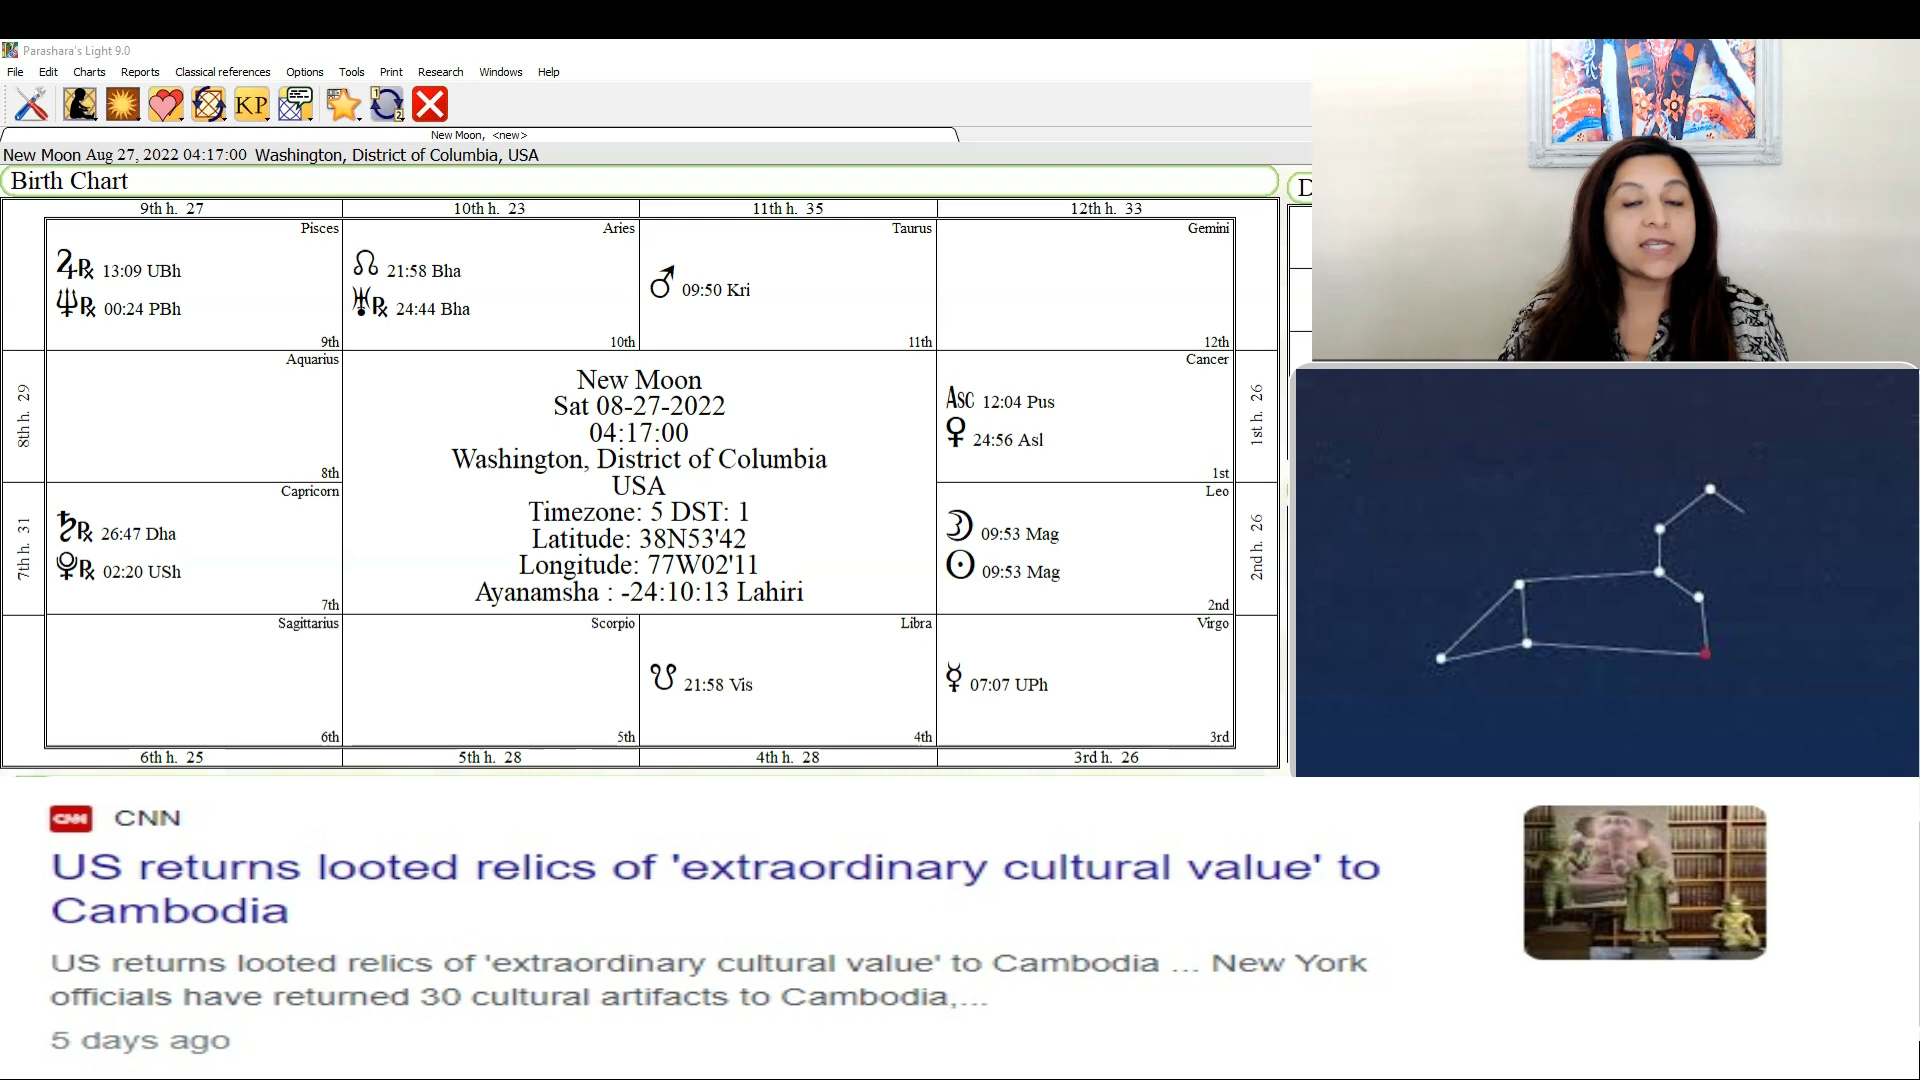 Parashara's Light 9.0
File Edit Charts Reports Classical references Options Tools Print Research Windows Help
KP
1
2
New Moon, <new>
New Moon Aug 27, 2022 04:17:00 Washington, District of Columbia, USA
Birth Chart
D
9th h. 27
10th h. 23
11th h. 35
12th h. 33
Pisces
♃℞ 13:09 UBh
♆℞ 00:24 PBh
9th
Aries
☊ 21:58 Bha
♅℞ 24:44 Bha
10th
Taurus
♂ 09:50 Kri
11th
Gemini
12th
8th h. 29
Aquarius
8th
New Moon
Sat 08-27-2022
04:17:00
Washington, District of Columbia
USA
Timezone: 5 DST: 1
Latitude: 38N53'42
Longitude: 77W02'11
Ayanamsha : -24:10:13 Lahiri
Cancer
Asc 12:04 Pus
♀ 24:56 Asl
1st
1st h. 26
7th h. 31
Capricorn
♄℞ 26:47 Dha
♇℞ 02:20 USh
7th
Leo
☽ 09:53 Mag
☉ 09:53 Mag
2nd
2nd h. 26
Sagittarius
6th
Scorpio
5th
Libra
☋ 21:58 Vis
4th
Virgo
☿ 07:07 UPh
3rd
6th h. 25
5th h. 28
4th h. 28
3rd h. 26
CNN CNN
US returns looted relics of 'extraordinary cultural value' to
Cambodia
US returns looted relics of 'extraordinary cultural value' to Cambodia ... New York
officials have returned 30 cultural artifacts to Cambodia,...
5 days ago